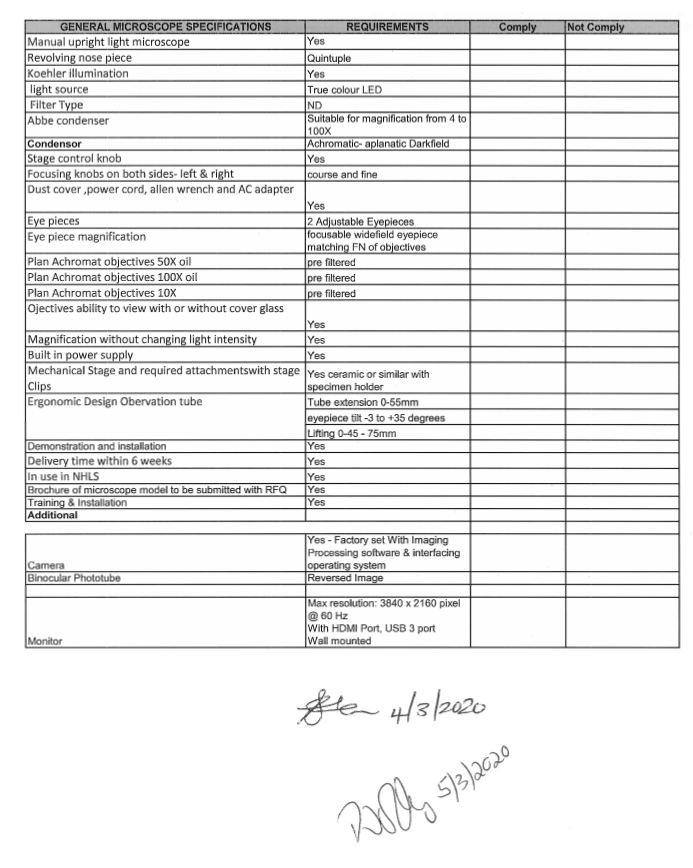 GENERAL MICROSCOPE SPECIFICATIONS REQUIREMENTS Comply Not Comply
Manual upright light microscope Yes
Revolving nose piece Quintuple
Koehler illumination Yes
light source True colour LED
Filter Type ND
Abbe condenser Suitable for magnification from 4 to
100X
Condensor Achromatic- aplanatic Darkfield
Stage control knob Yes
Focusing knobs on both sides- left & right course and fine
Dust cover ,power cord, allen wrench and AC adapter
Yes
Eye pieces 2 Adjustable Eyepieces
Eye piece magnification focusable widefield eyepiece
matching FN of objectives
Plan Achromat objectives 50X oil pre filtered
Plan Achromat objectives 100X oil pre filtered
Plan Achromat objectives 10X pre filtered
Ojectives ability to view with or without cover glass
Yes
Magnification without changing light intensity Yes
Built in power supply Yes
Mechanical Stage and required attachmentswith stage Yes ceramic or similar with
Clips specimen holder
Ergonomic Design Obervation tube Tube extension 0-55mm
eyepiece tilt -3 to +35 degrees
Lifting 0-45 - 75mm
Demonstration and installation Yes
Delivery time within 6 weeks Yes
In use in NHLS Yes
Brochure of microscope model to be submitted with RFQ Yes
Training & Installation Yes
Additional
Yes - Factory set With Imaging
Processing software & interfacing
Camera operating system
Binocular Phototube Reversed Image
Max resolution: 3840 x 2160 pixel
@ 60 Hz
With HDMI Port, USB 3 port
Monitor Wall mounted
4/3/2020
5/3/2020